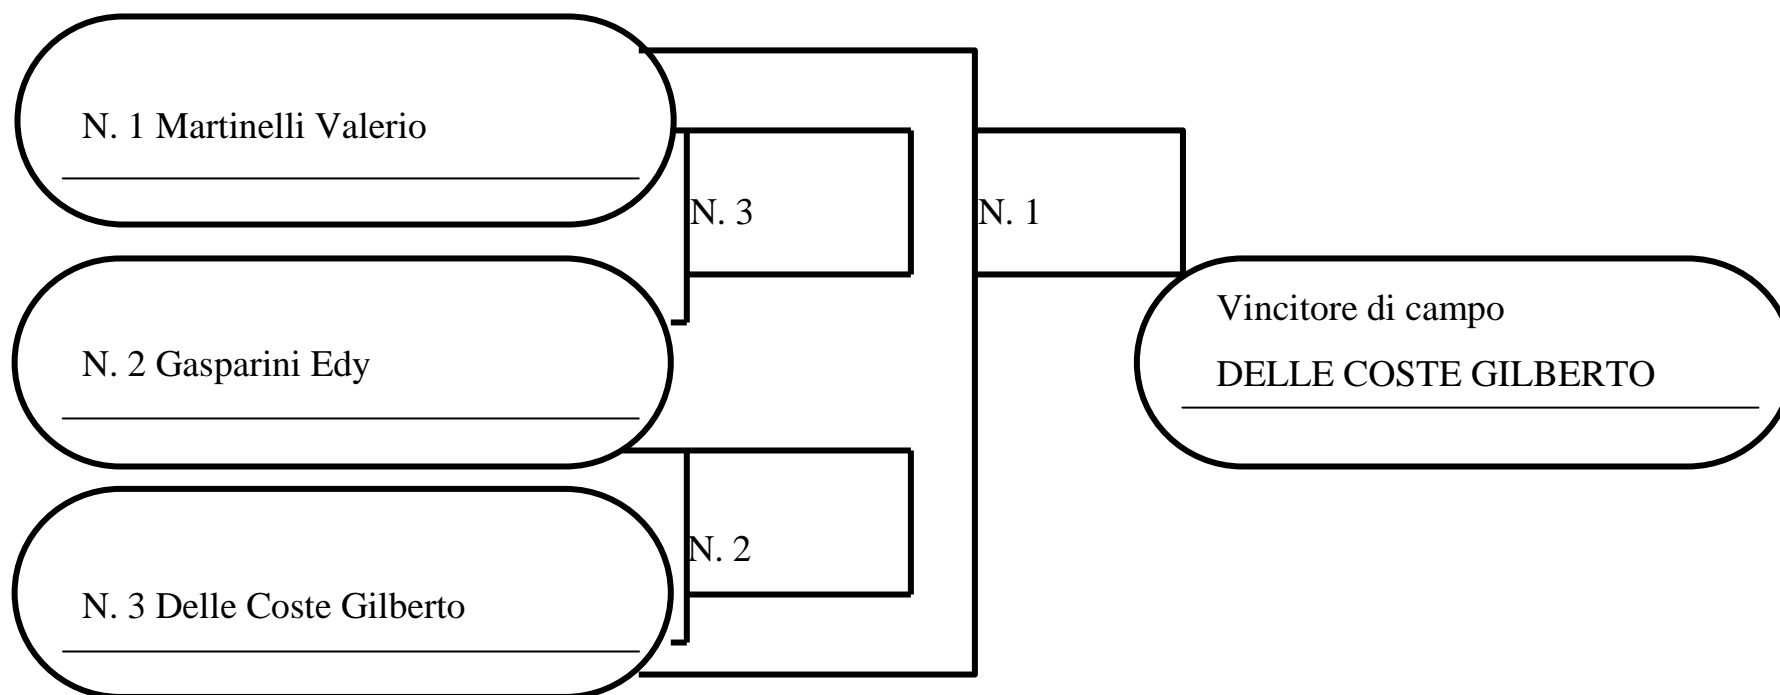 N. 1 Martinelli Valerio
N. 3
N. 1
Vincitore di campo
DELLE COSTE GILBERTO
N. 2 Gasparini Edy
N. 2
N. 3 Delle Coste Gilberto